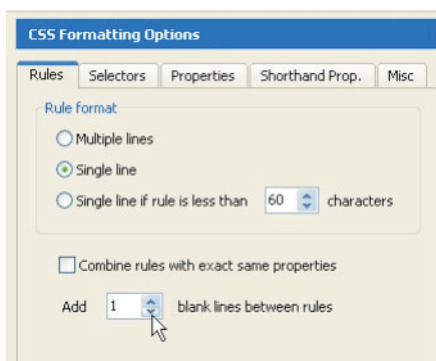 CSS Formatting Options
Rules Selectors Properties Shorthand Prop. Misc
Rule format
Multiple lines
Single line
Single line if rule is less than 60 characters
Combine rules with exact same properties
Add 1 blank lines between rules